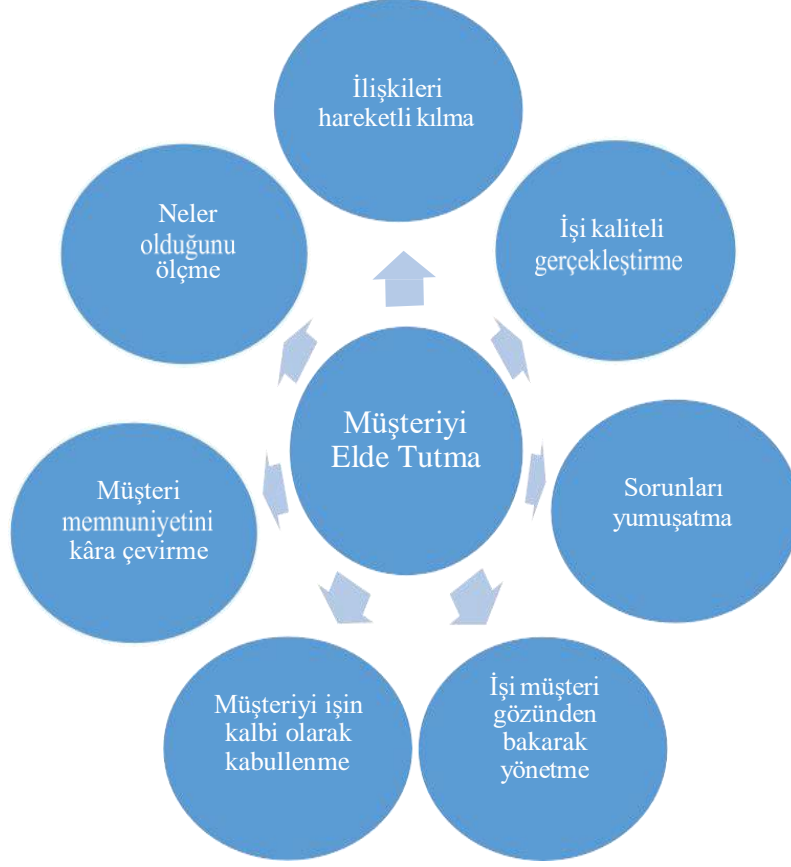 İlişkileri
hareketli kılma
İşi kaliteli
gerçekleştirme
Sorunları
yumuşatma
İşi müşteri
gözünden
bakarak
yönetme
Müşteriyi işin
kalbi olarak
kabullenme
Müşteri
memnuniyetini
kâra çevirme
Neler
olduğunu
ölçme
Müşteriyi
Elde Tutma